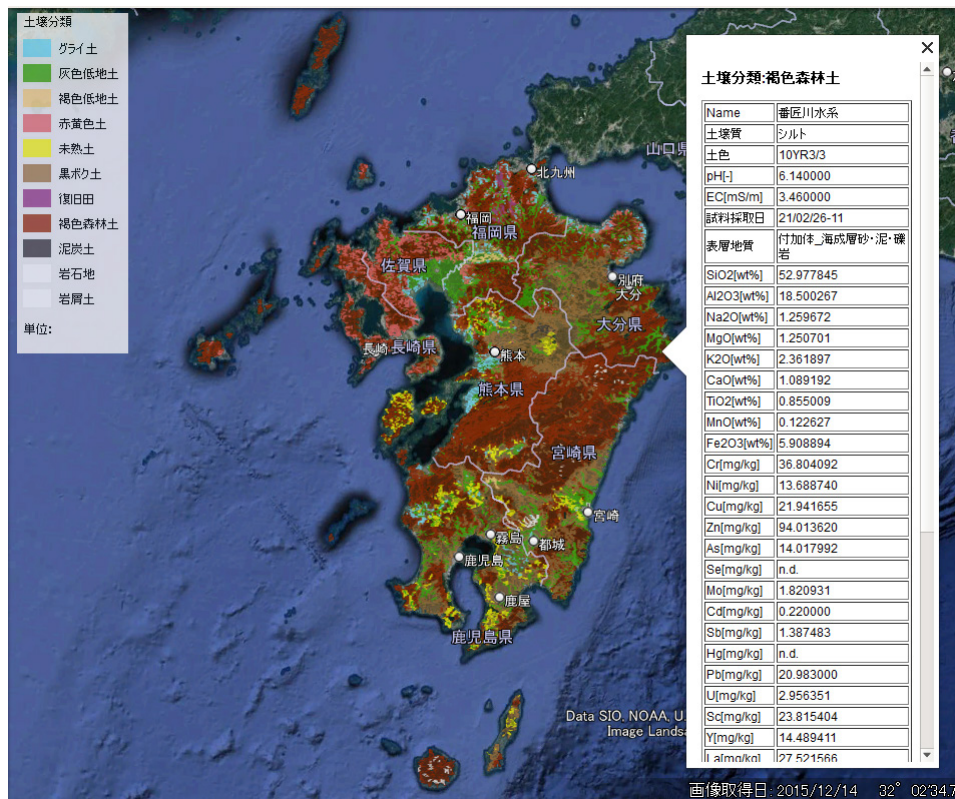 土壌分類
グライ土
灰色低地土
褐色低地土
赤黄色土
未熟土
黒ボク土
復旧田
褐色森林土
泥炭土
岩石地
岩屑土
単位:
山口県
北九州
福岡
福岡県
佐賀県
別府
大分
大分県
長崎 長崎県
熊本
熊本県
宮崎県
宮崎
霧島
都城
鹿児島
鹿屋
鹿児島県
Data SIO, NOAA, U.
Image Landsa
土壌分類:褐色森林土
Name 番匠川水系
土壌質 シルト
土色 10YR3/3
pH[-] 6.140000
EC[mS/m] 3.460000
試料採取日 21/02/26-11
表層地質 付加体_海成層砂・泥・礫
岩
SiO2[wt%] 52.977845
Al2O3[wt%] 18.500267
Na2O[wt%] 1.259672
MgO[wt%] 1.250701
K2O[wt%] 2.361897
CaO[wt%] 1.089192
TiO2[wt%] 0.855009
MnO[wt%] 0.122627
Fe2O3[wt%] 5.908894
Cr[mg/kg] 36.804092
Ni[mg/kg] 13.688740
Cu[mg/kg] 21.941655
Zn[mg/kg] 94.013620
As[mg/kg] 14.017992
Se[mg/kg] n.d.
Mo[mg/kg] 1.820931
Cd[mg/kg] 0.220000
Sb[mg/kg] 1.387483
Hg[mg/kg] n.d.
Pb[mg/kg] 20.983000
U[mg/kg] 2.956351
Sc[mg/kg] 23.815404
Y[mg/kg] 14.489411
La[mg/kg] 27.521566
画像取得日: 2015/12/14 32° 02'34.7